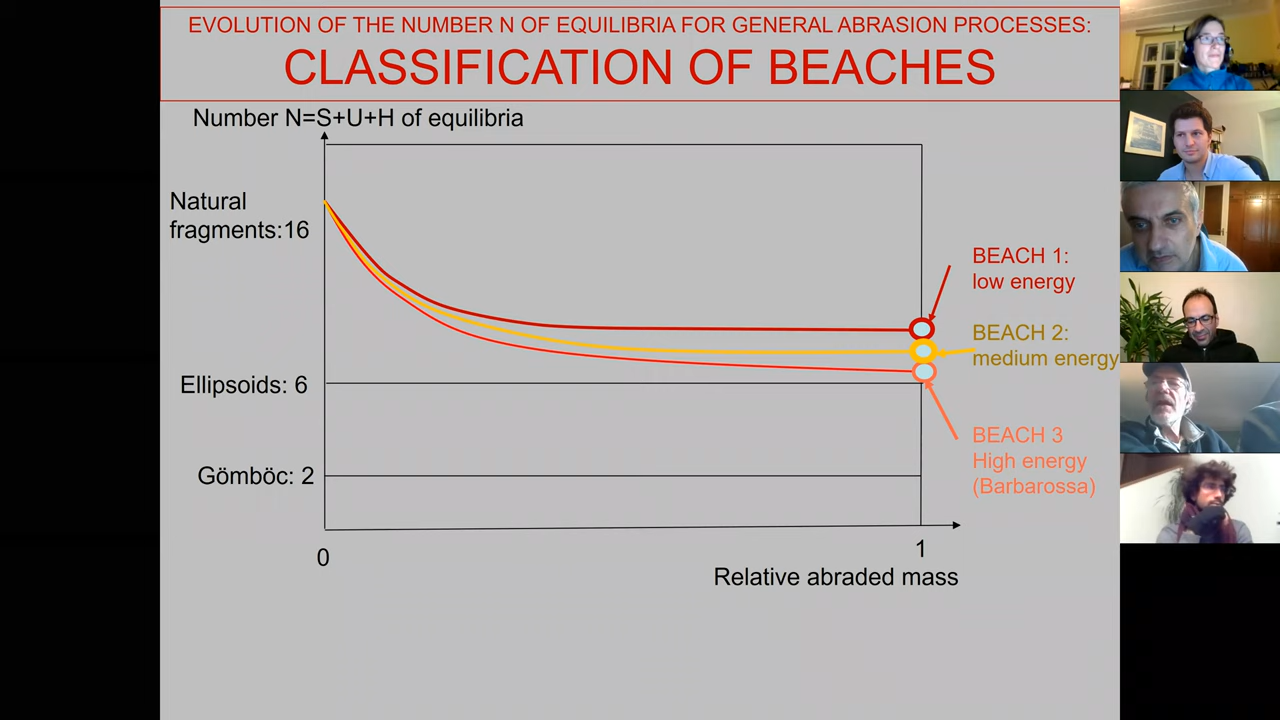 EVOLUTION OF THE NUMBER N OF EQUILIBRIA FOR GENERAL ABRASION PROCESSES:
CLASSIFICATION OF BEACHES
Number N=S+U+H of equilibria
Natural
fragments:16
BEACH 1:
low energy
BEACH 2:
medium energy
Ellipsoids: 6
BEACH 3
High energy
(Barbarossa)
Gömböc: 2
0
1
Relative abraded mass